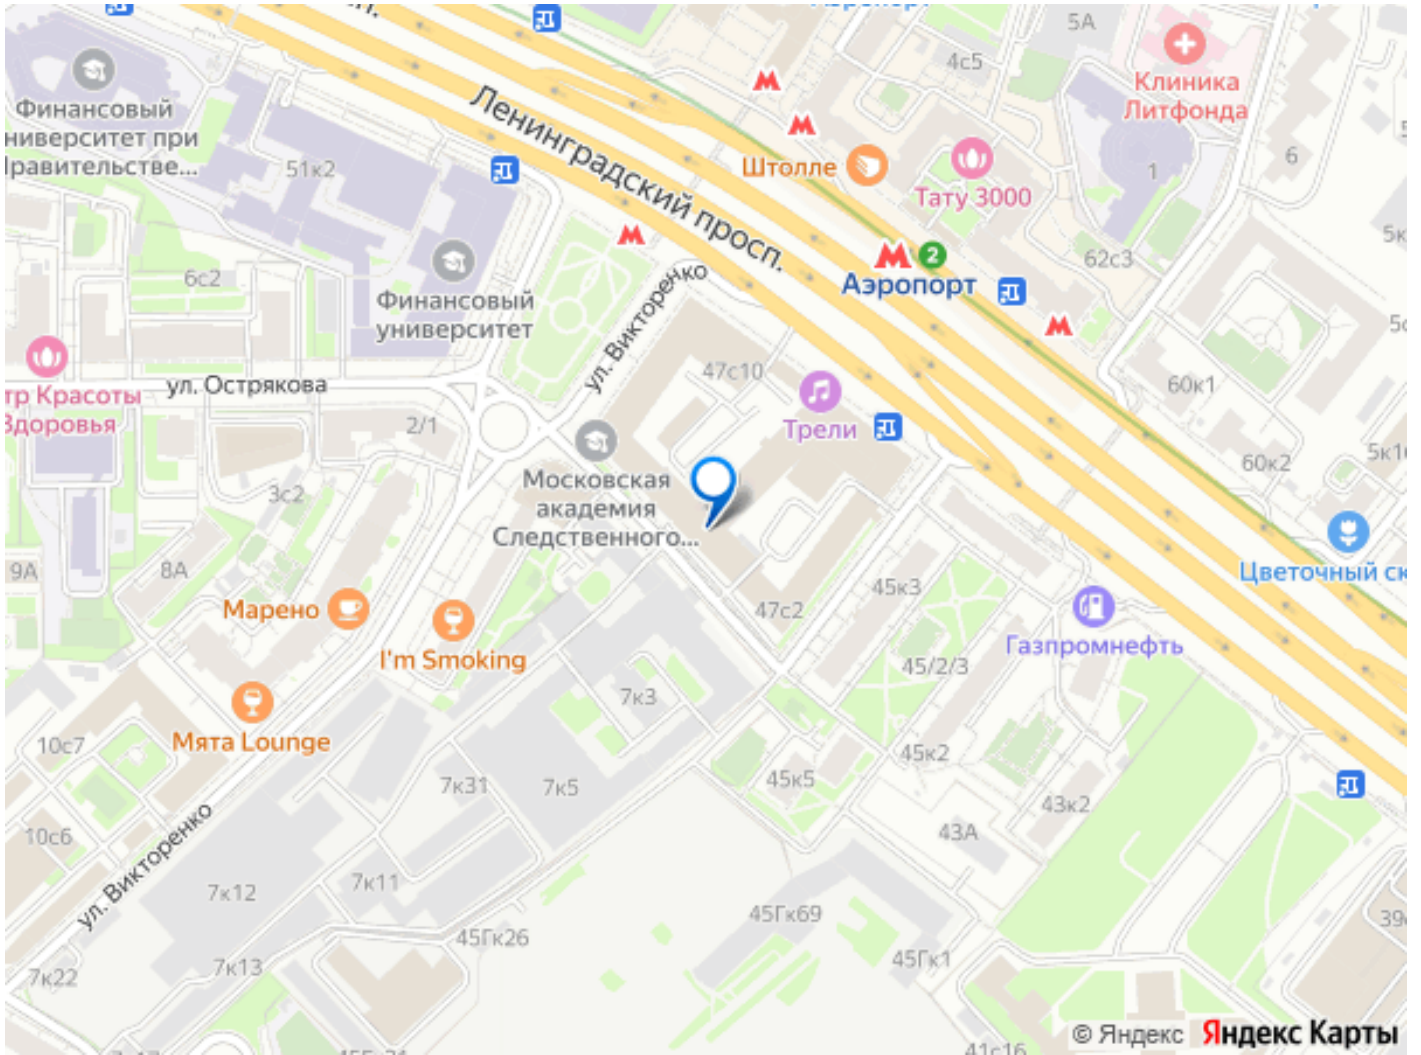 Финансовый
ниверситет при
Правительстве...
51к2
Ленинградский просп.
4с5
5А
Клиника
Литфонда
1
6
Штолле
Тату 3000
62с3
2
Аэропорт
6с2
Финансовый
университет
ул. Викторенко
ул. Острякова
тр Красоты
Здоровья
2/1
47с10
Трели
60к1
60к2
3с2
Московская
академия
Следственного...
9А
8А
Марено
I'm Smoking
Мята Lounge
47с2
45к3
45/2/3
Газпромнефть
Цветочный ск
7к3
10с7
10с6
7к31
7к5
45к5
45к2
43к2
43А
ул. Викторенко
7к12
7к11
45Гк69
45Гк26
45Гк1
7к22
7к13
41с16
© Яндекс Яндекс Карты